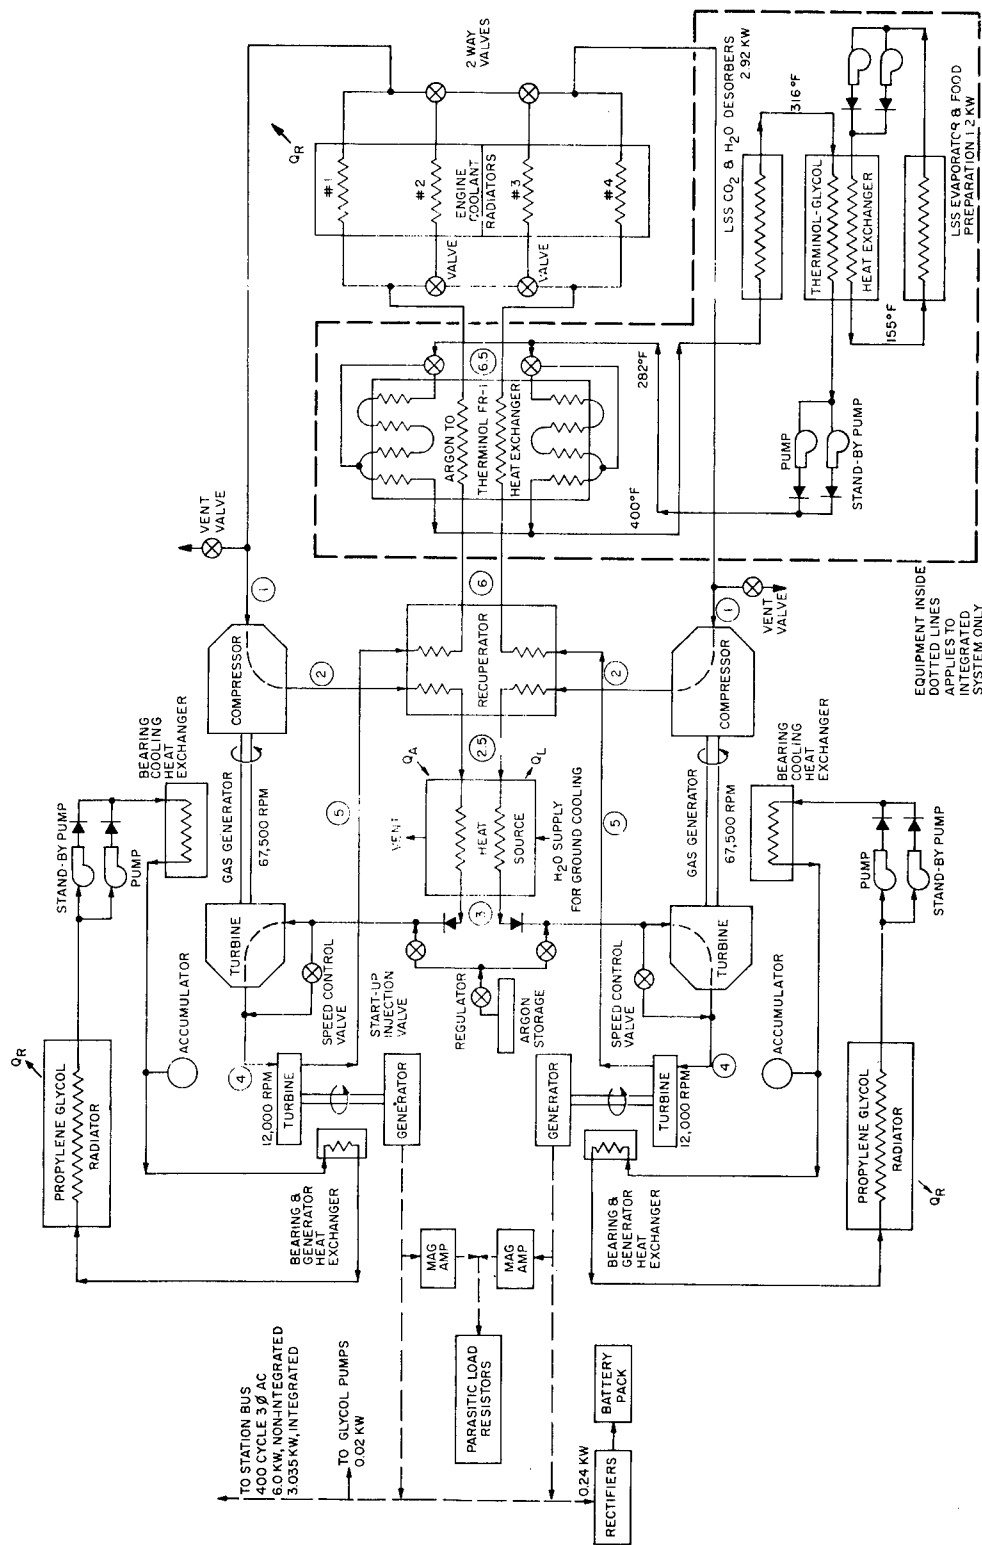 TO STATION BUS
400 CYCLE 3 Ø AC
6.0 KW, NON-INTEGRATED
3.035 KW, INTEGRATED
TO GLYCOL PUMPS
0.02 KW
0.24 KW
RECTIFIERS
BATTERY
PACK
PARASITIC LOAD
RESISTORS
MAG
AMP
MAG
AMP
QR
PROPYLENE GLYCOL
RADIATOR
BEARING &
GENERATOR
HEAT
EXCHANGER
ACCUMULATOR
STAND-BY PUMP
PUMP
BEARING
COOLING
HEAT
EXCHANGER
12,000 RPM
TURBINE
GENERATOR
4
SPEED CONTROL
VALVE
START-UP
INJECTION
VALVE
TURBINE
GAS GENERATOR
67,500 RPM
COMPRESSOR
1
VENT
VALVE
2
5
REGULATOR
ARGON
STORAGE
3
VENT
HEAT
SOURCE
QA
QL
H2O SUPPLY
FOR GROUND COOLING
2.5
RECUPERATOR
6
2
5
GENERATOR
TURBINE
12,000 RPM
4
SPEED CONTROL
VALVE
TURBINE
GAS GENERATOR
67,500 RPM
COMPRESSOR
1
VENT
VALVE
BEARING &
GENERATOR
HEAT
EXCHANGER
ACCUMULATOR
PROPYLENE GLYCOL
RADIATOR
QR
PUMP
STAND-BY PUMP
BEARING
COOLING
HEAT
EXCHANGER
ARGON TO
THERMINOL FR-1
HEAT EXCHANGER
6.5
400°F
282°F
QR
2 WAY
VALVES
#1
#2
ENGINE
COOLANT
RADIATORS
#3
#4
VALVE
VALVE
PUMP
STAND-BY PUMP
LSS CO2 & H2O DESORBERS
2.92 KW
316°F
THERMINOL-GLYCOL
HEAT EXCHANGER
155°F
LSS EVAPORATOR & FOOD
PREPARATION 1.2 KW
EQUIPMENT INSIDE
DOTTED LINES
APPLIES TO
INTEGRATED
SYSTEM ONLY